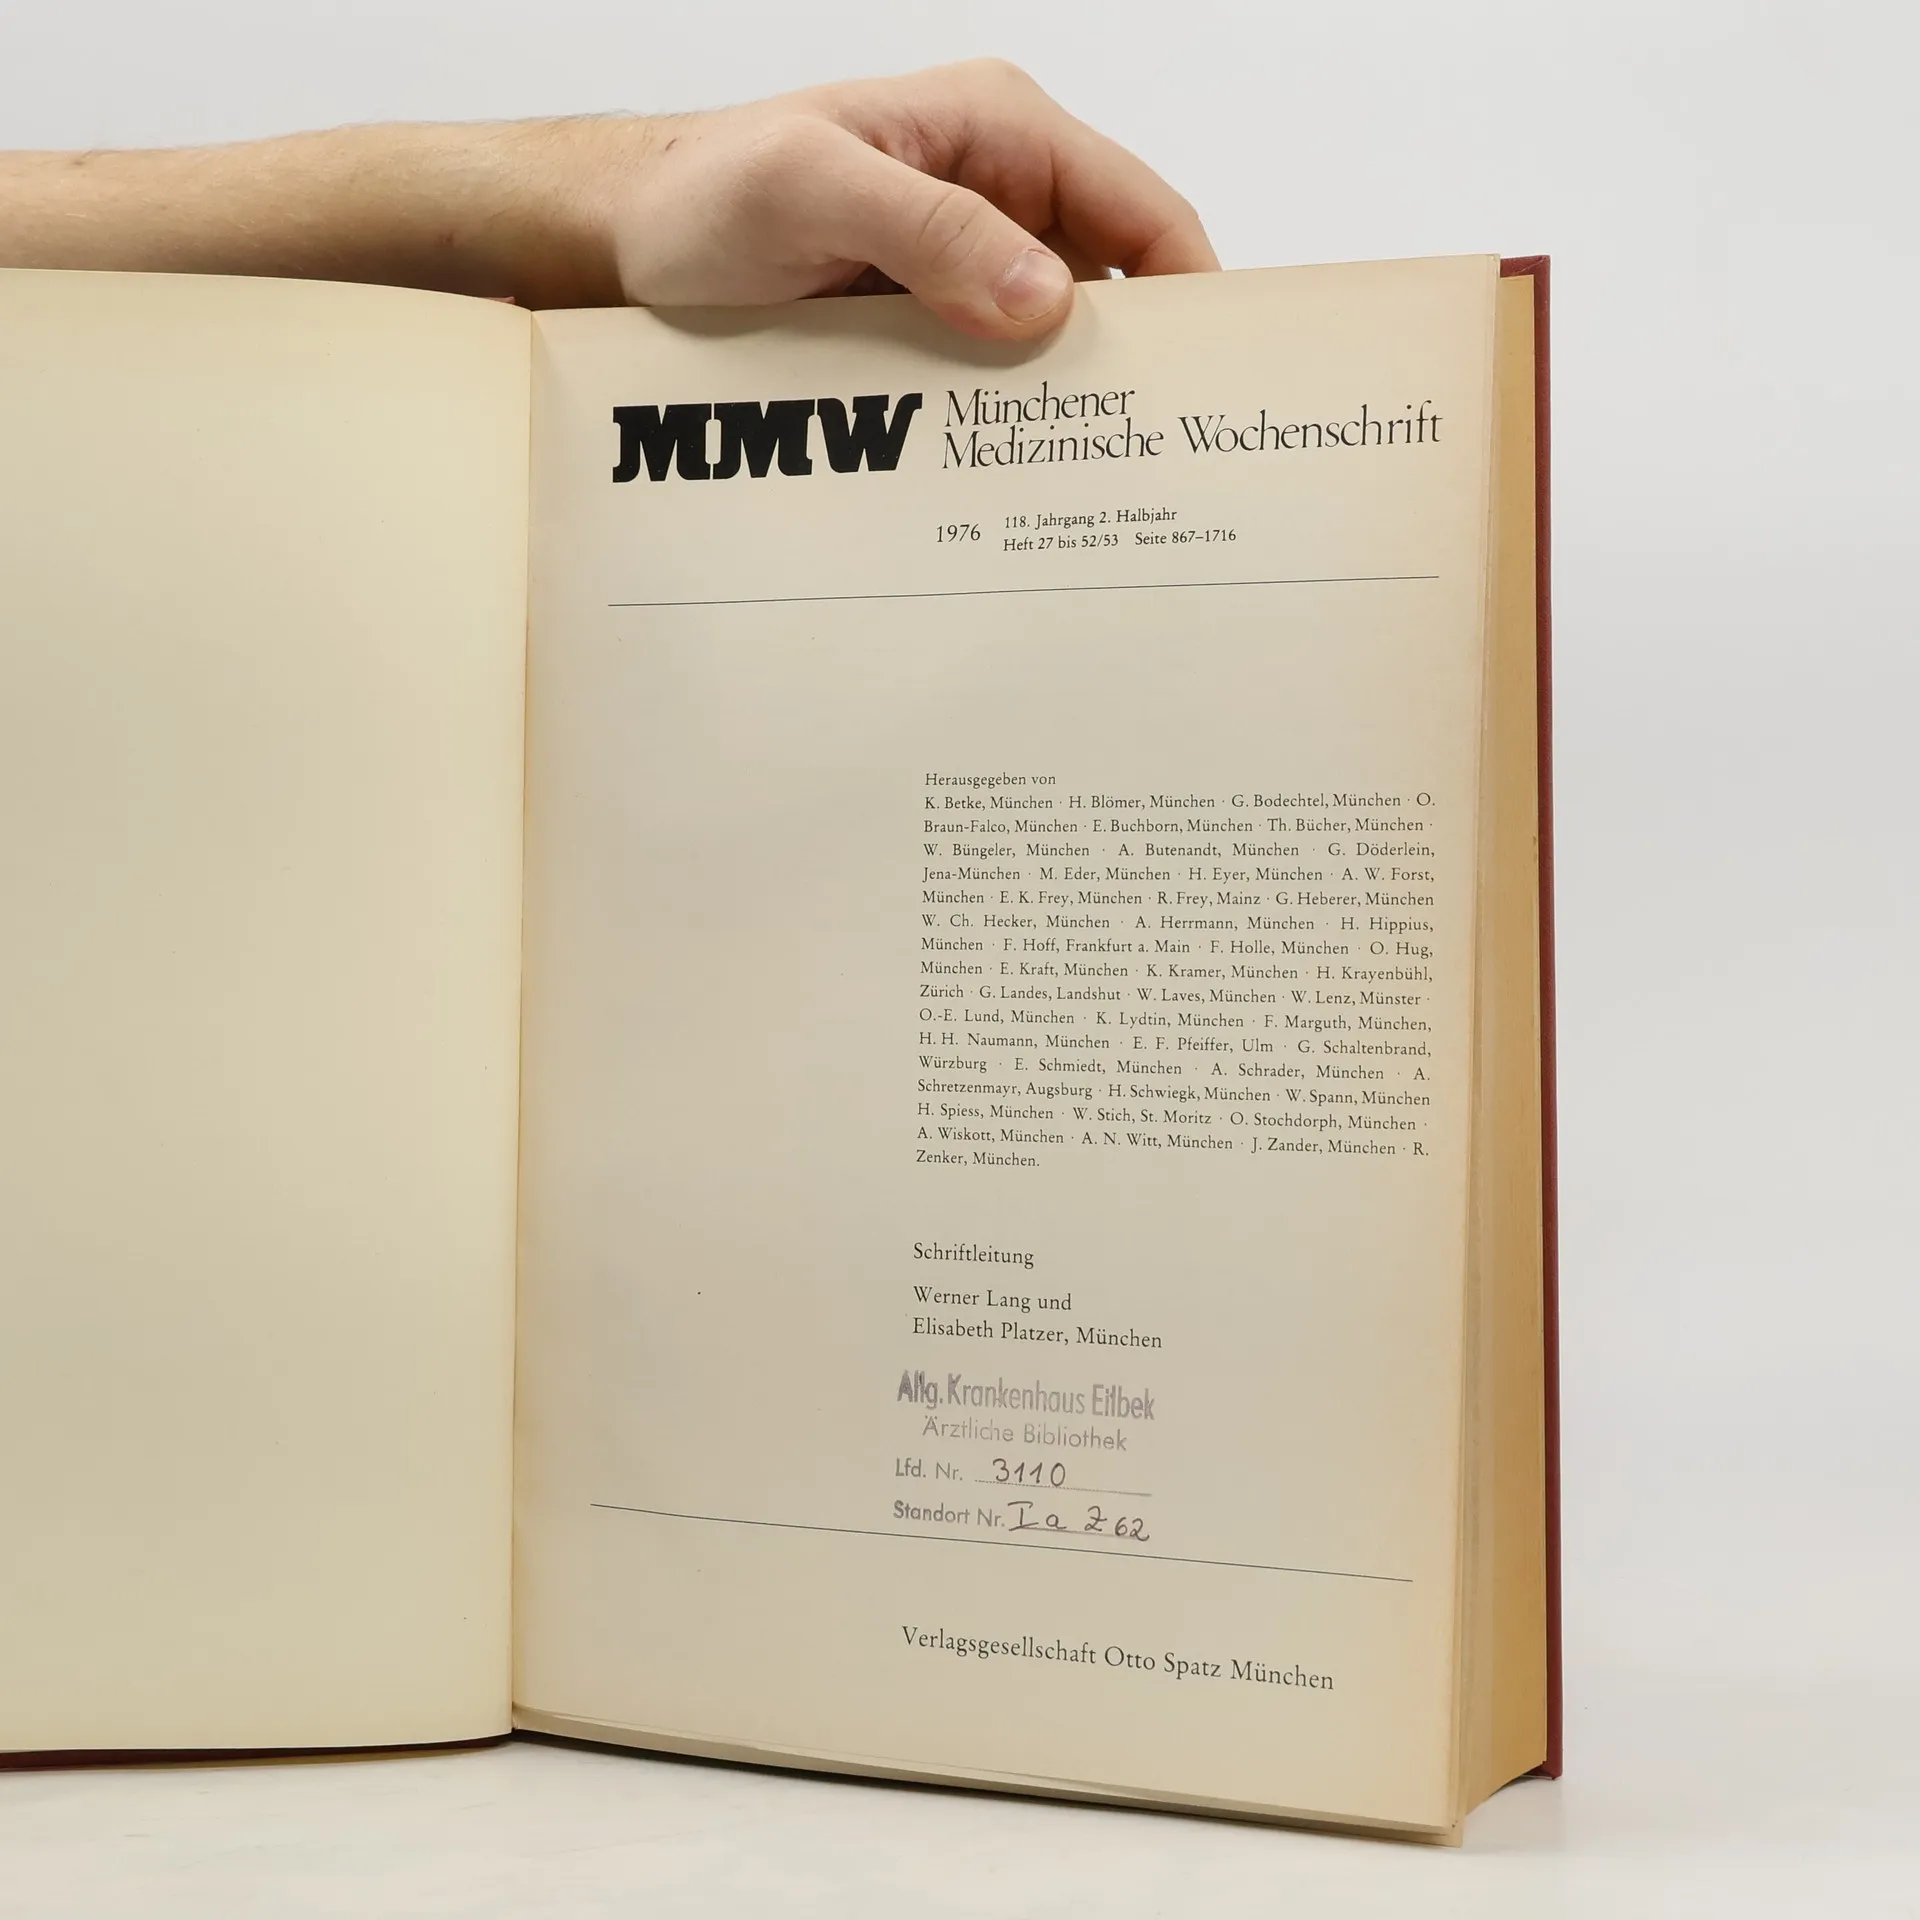 MMW Münchener
Medizinische Wochenschrift
1976 118. Jahrgang 2. Halbjahr
Heft 27 bis 52/53 Seite 867–1716
Herausgegeben von
K. Betke, München · H. Blömer, München · G. Bodechtel, München · O.
Braun-Falco, München · E. Buchborn, München · Th. Bücher, München ·
W. Büngeler, München · A. Butenandt, München · G. Döderlein,
Jena-München · M. Eder, München · H. Eyer, München · A. W. Forst,
München · E. K. Frey, München · R. Frey, Mainz · G. Heberer, München
W. Ch. Hecker, München · A. Herrmann, München · H. Hippius,
München · F. Hoff, Frankfurt a. Main · F. Holle, München · O. Hug,
München · E. Kraft, München · K. Kramer, München · H. Krayenbühl,
Zürich · G. Landes, Landshut · W. Laves, München · W. Lenz, Münster ·
O.-E. Lund, München · K. Lydtin, München · F. Marguth, München,
H. H. Naumann, München · E. F. Pfeiffer, Ulm · G. Schaltenbrand,
Würzburg · E. Schmiedt, München · A. Schrader, München · A.
Schretzenmayr, Augsburg · H. Schwiegk, München · W. Spann, München
H. Spiess, München · W. Stich, St. Moritz · O. Stochdorph, München ·
A. Wiskott, München · A. N. Witt, München · J. Zander, München · R.
Zenker, München.
Schriftleitung
Werner Lang und
Elisabeth Platzer, München
Allg. Krankenhaus Eilbek
Ärztliche Bibliothek
Lfd. Nr. 3110
Standort Nr. I a Z 62
Verlagsgesellschaft Otto Spatz München